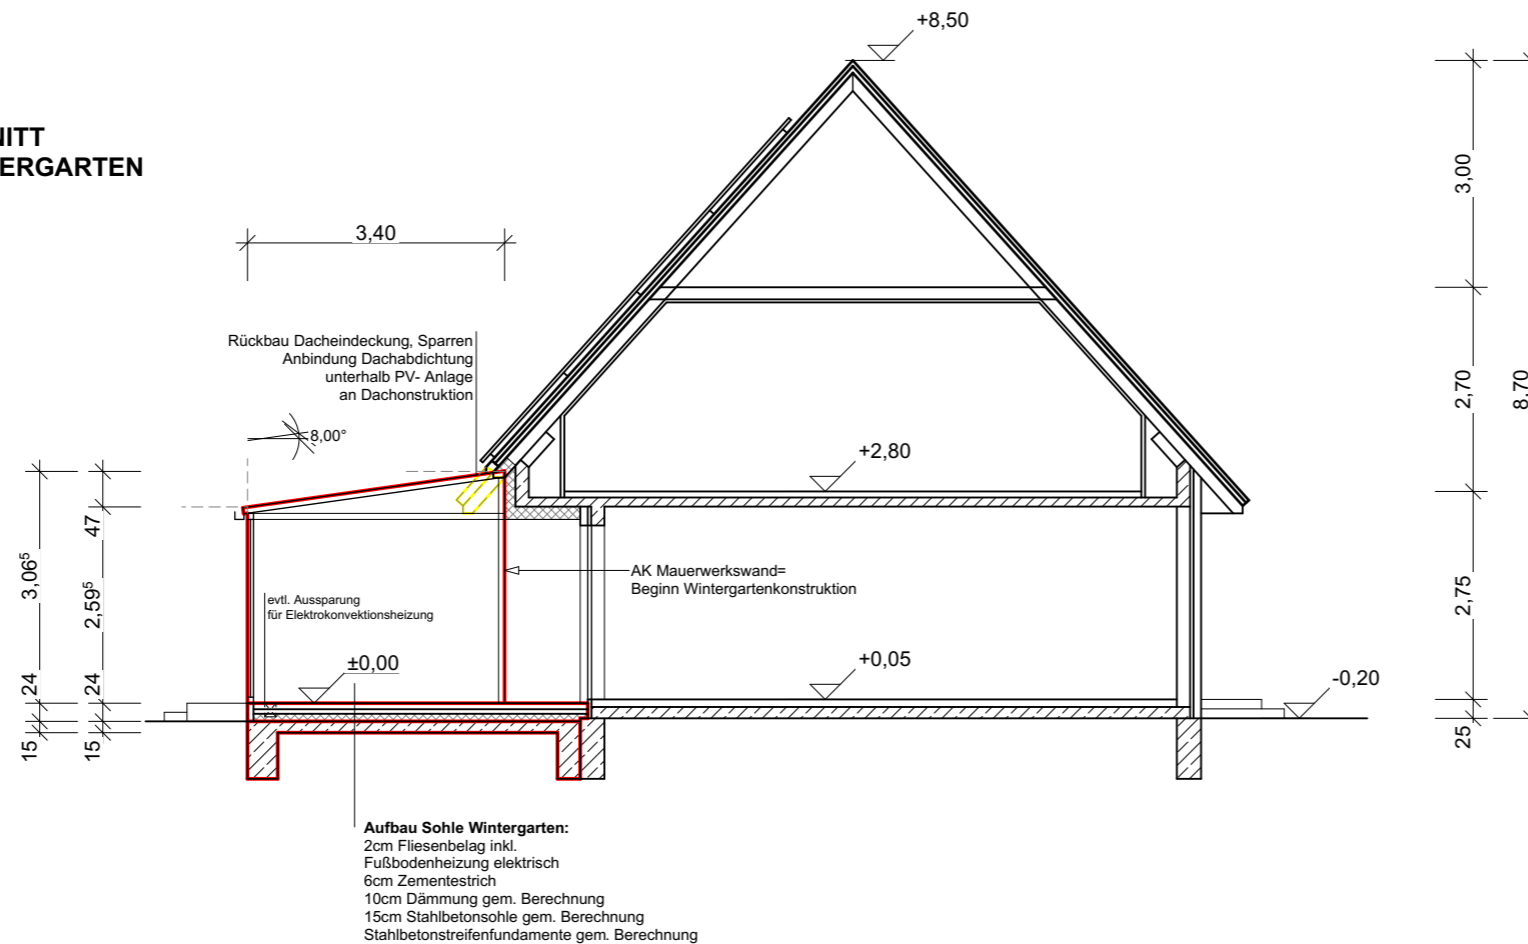 +8,50
NITT
ERGARTEN
3,40
3,00
Rückbau Dacheindeckung, Sparren
Anbindung Dachabdichtung
unterhalb PV- Anlage
an Dachonstruktion
8,00°
2,70
8,70
+2,80
47
3,06⁵
2,59⁵
AK Mauerwerkswand=
Beginn Wintergartenkonstruktion
evtl. Aussparung
für Elektrokonvektionsheizung
2,75
±0,00
+0,05
-0,20
24
24
15
15
25
Aufbau Sohle Wintergarten:
2cm Fliesenbelag inkl.
Fußbodenheizung elektrisch
6cm Zementestrich
10cm Dämmung gem. Berechnung
15cm Stahlbetonsohle gem. Berechnung
Stahlbetonstreifenfundamente gem. Berechnung